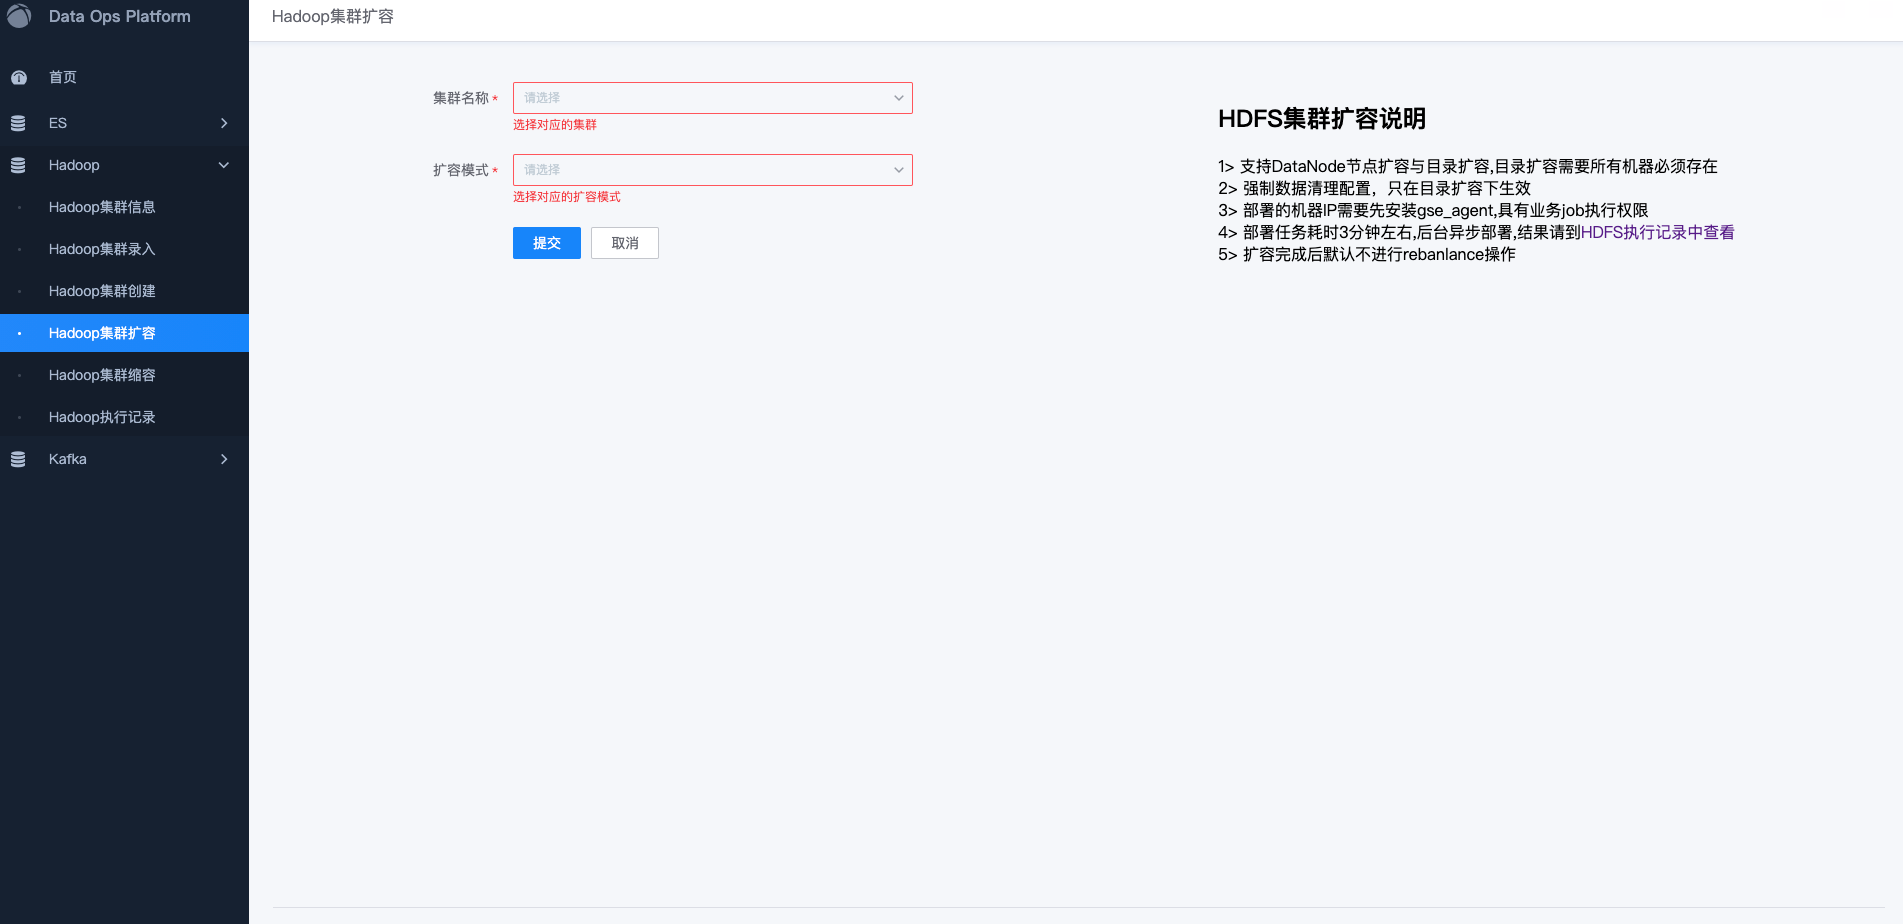 Data Ops Platform
首页
ES
Hadoop
Hadoop集群信息
Hadoop集群录入
Hadoop集群创建
Hadoop集群扩容
Hadoop集群缩容
Hadoop执行记录
Kafka
Hadoop集群扩容
集群名称 *
请选择
选择对应的集群
扩容模式 *
请选择
选择对应的扩容模式
提交
取消
HDFS集群扩容说明
1> 支持DataNode节点扩容与目录扩容,目录扩容需要所有机器必须存在
2> 强制数据清理配置，只在目录扩容下生效
3> 部署的机器IP需要先安装gse_agent,具有业务job执行权限
4> 部署任务耗时3分钟左右,后台异步部署,结果请到HDFS执行记录中查看
5> 扩容完成后默认不进行rebanlance操作